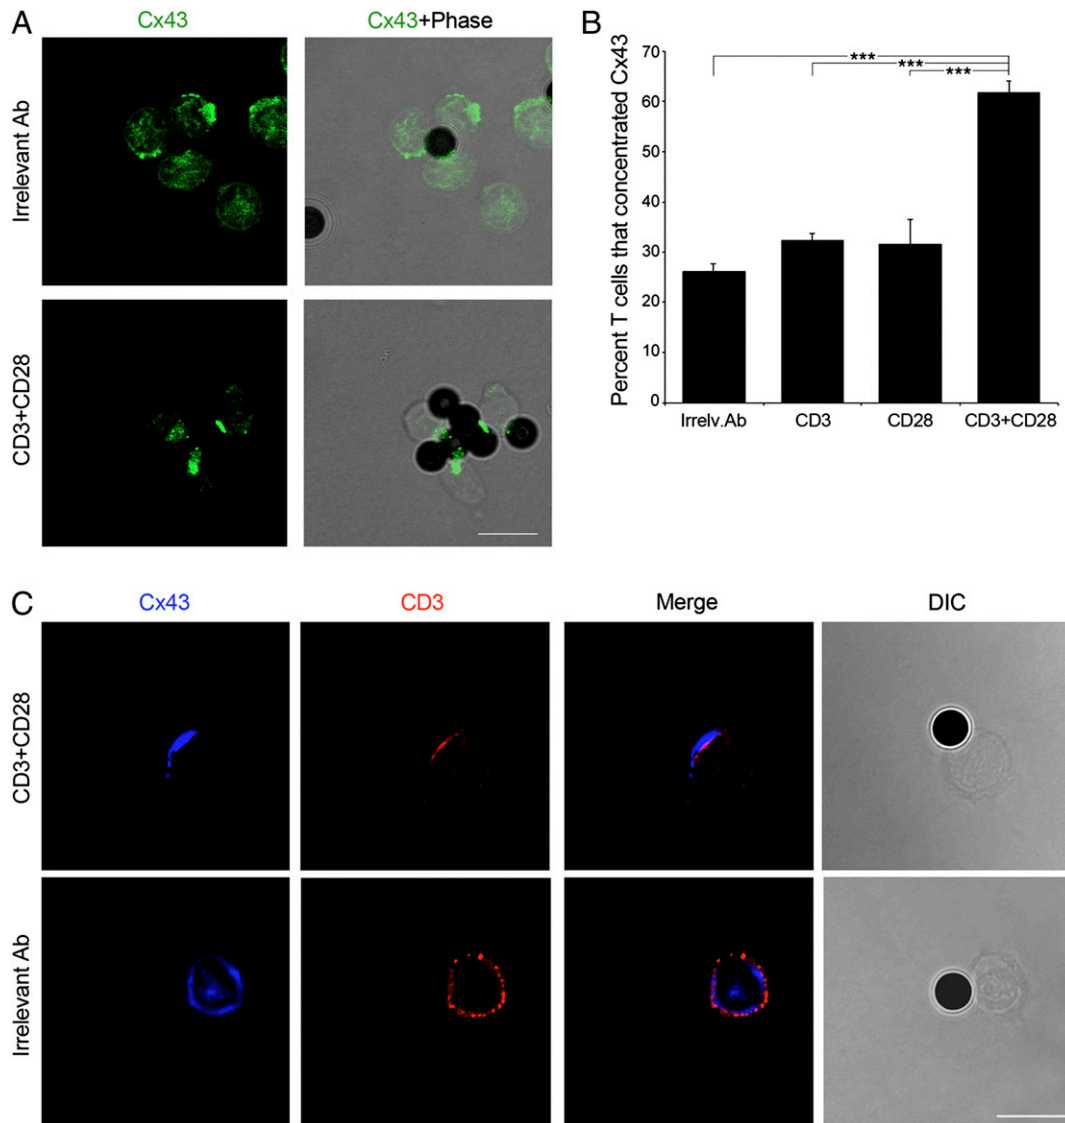 A
Cx43
Cx43+Phase
Irrelevant Ab
CD3+CD28
B
Percent T cells that concentrated Cx43
70
60
50
40
30
20
10
0
***
***
***
Irrelv.Ab
CD3
CD28
CD3+CD28
C
Cx43
CD3
Merge
DIC
CD3+CD28
Irrelevant Ab